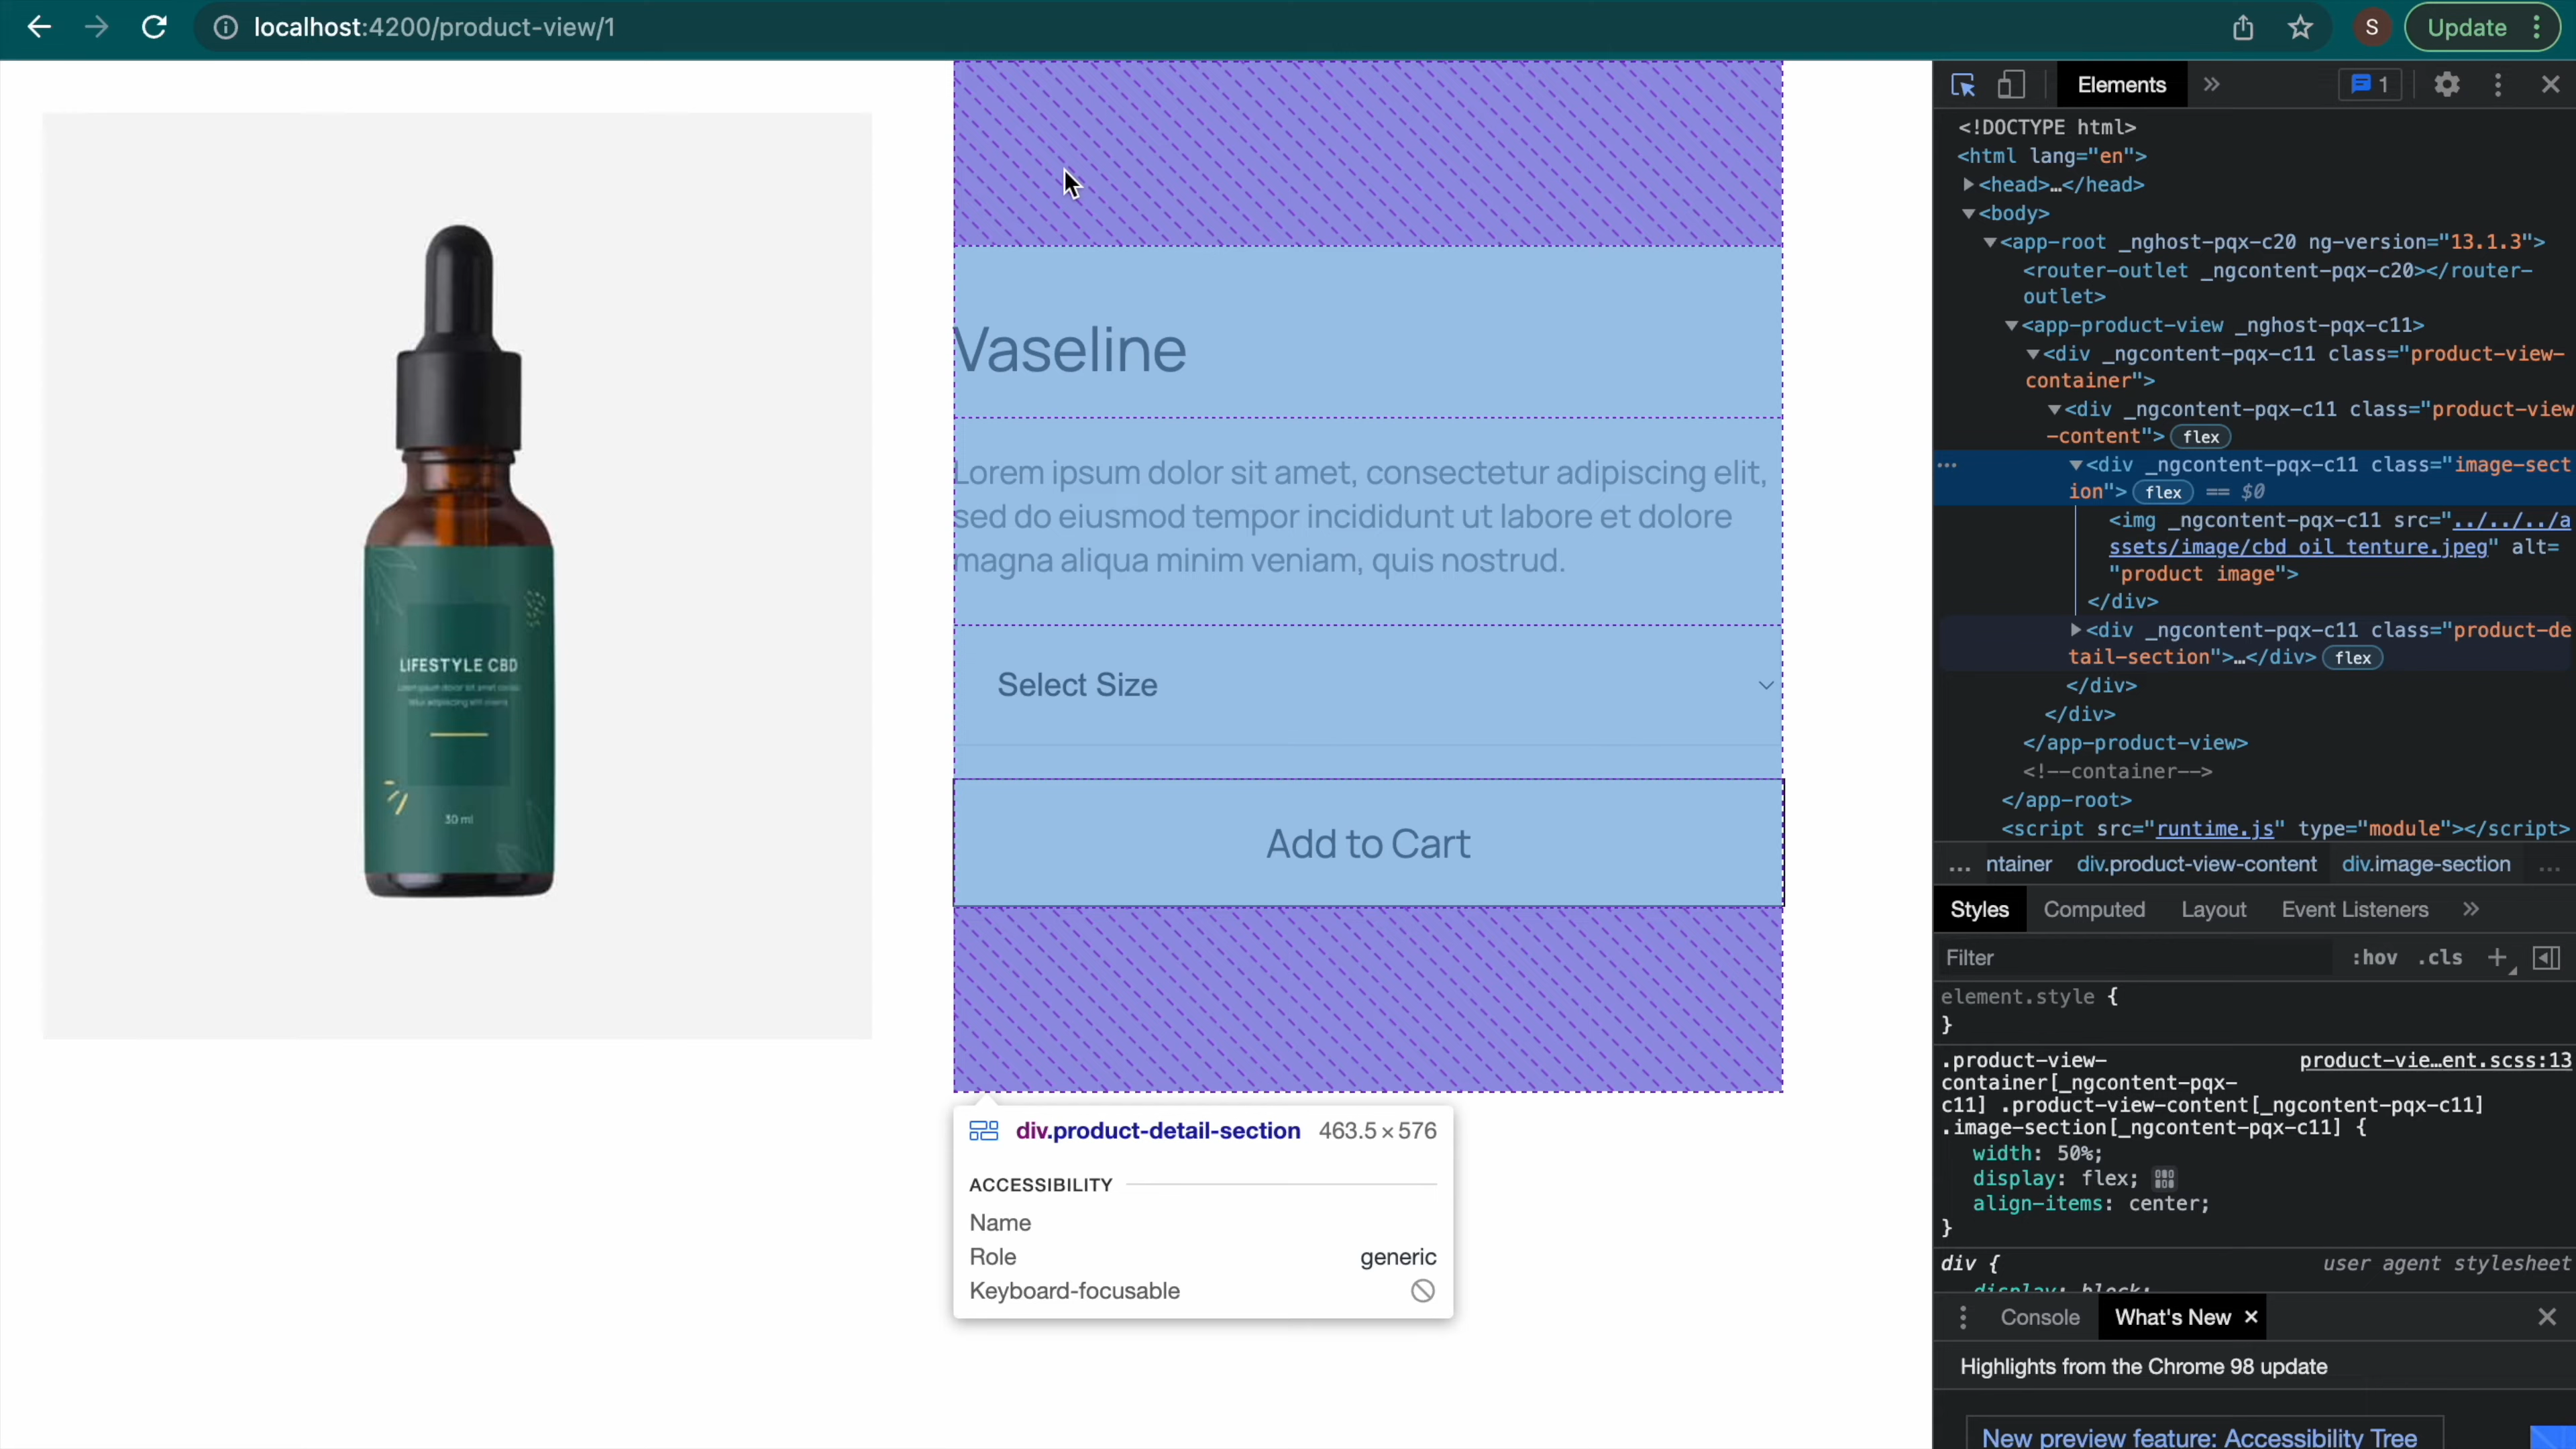 localhost:4200/product-view/1
S
Update
Vaseline
Lorem ipsum dolor sit amet, consectetur adipiscing elit,
sed do eiusmod tempor incididunt ut labore et dolore
magna aliqua minim veniam, quis nostrud.
Select Size
Add to Cart
LIFESTYLE CBD
30 ml
div.product-detail-section 463.5 × 576
ACCESSIBILITY
Name
Role generic
Keyboard-focusable
Elements
1
<!DOCTYPE html>
<html lang="en">
<head>…</head>
<body>
<app-root _nghost-pqx-c20 ng-version="13.1.3">
<router-outlet _ngcontent-pqx-c20></router-
outlet>
<app-product-view _nghost-pqx-c11>
<div _ngcontent-pqx-c11 class="product-view-
container">
<div _ngcontent-pqx-c11 class="product-view
-content"> flex
<div _ngcontent-pqx-c11 class="image-sect
ion"> flex == $0
<img _ngcontent-pqx-c11 src="../../../a
ssets/image/cbd_oil_tenture.jpeg" alt=
"product image">
</div>
<div _ngcontent-pqx-c11 class="product-de
tail-section">…</div> flex
</div>
</div>
</app-product-view>
<!--container-->
</app-root>
<script src="runtime.js" type="module"></script>
... ntainer div.product-view-content div.image-section ...
Styles Computed Layout Event Listeners
Filter :hov .cls
element.style {
}
.product-view- product-vie…ent.scss:13
container[_ngcontent-pqx-
c11] .product-view-content[_ngcontent-pqx-c11]
.image-section[_ngcontent-pqx-c11] {
width: 50%;
display: flex;
align-items: center;
}
div { user agent stylesheet
display: block;
Console What's New
Highlights from the Chrome 98 update
New preview feature: Accessibility Tree